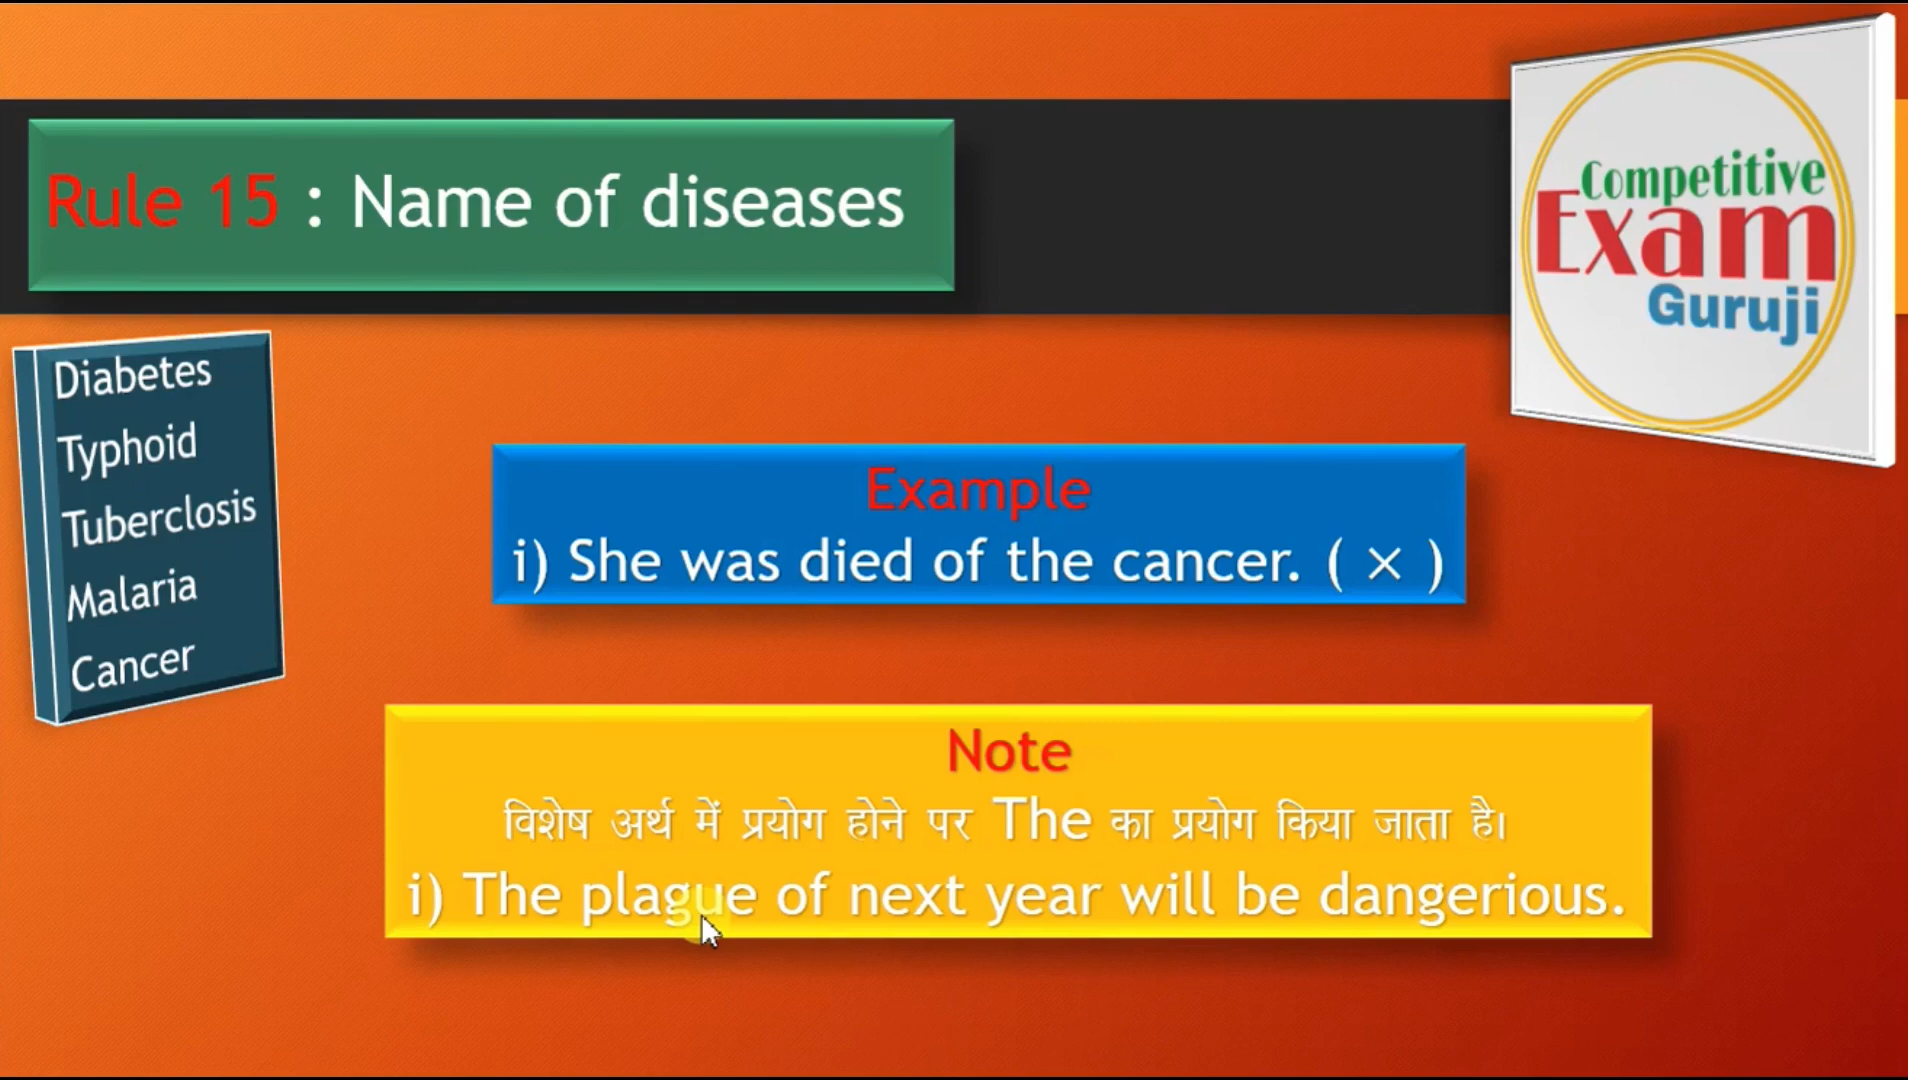 Rule 15 : Name of diseases
Competitive
Exam
Guruji
Diabetes
Typhoid
Tuberclosis
Malaria
Cancer
Example
i) She was died of the cancer. ( × )
Note
विशेष अर्थ में प्रयोग होने पर The का प्रयोग किया जाता है।
i) The plague of next year will be dangerious.